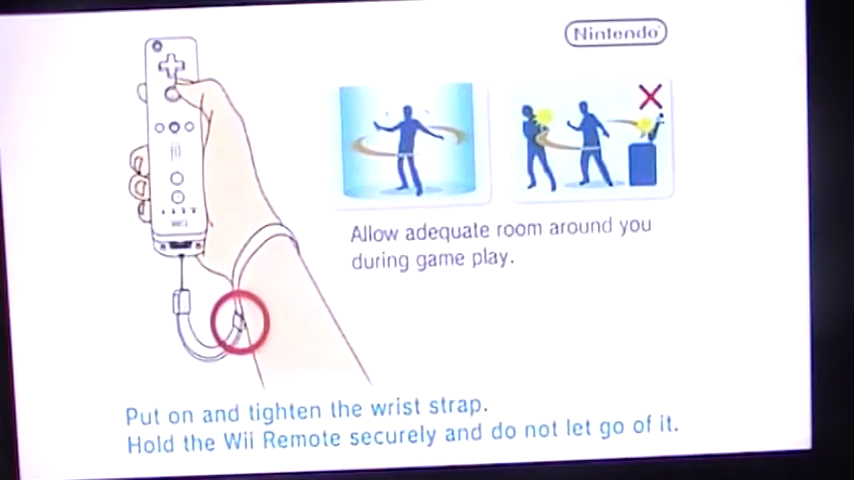 Nintendo
Allow adequate room around you
during game play.
Put on and tighten the wrist strap.
Hold the Wii Remote securely and do not let go of it.